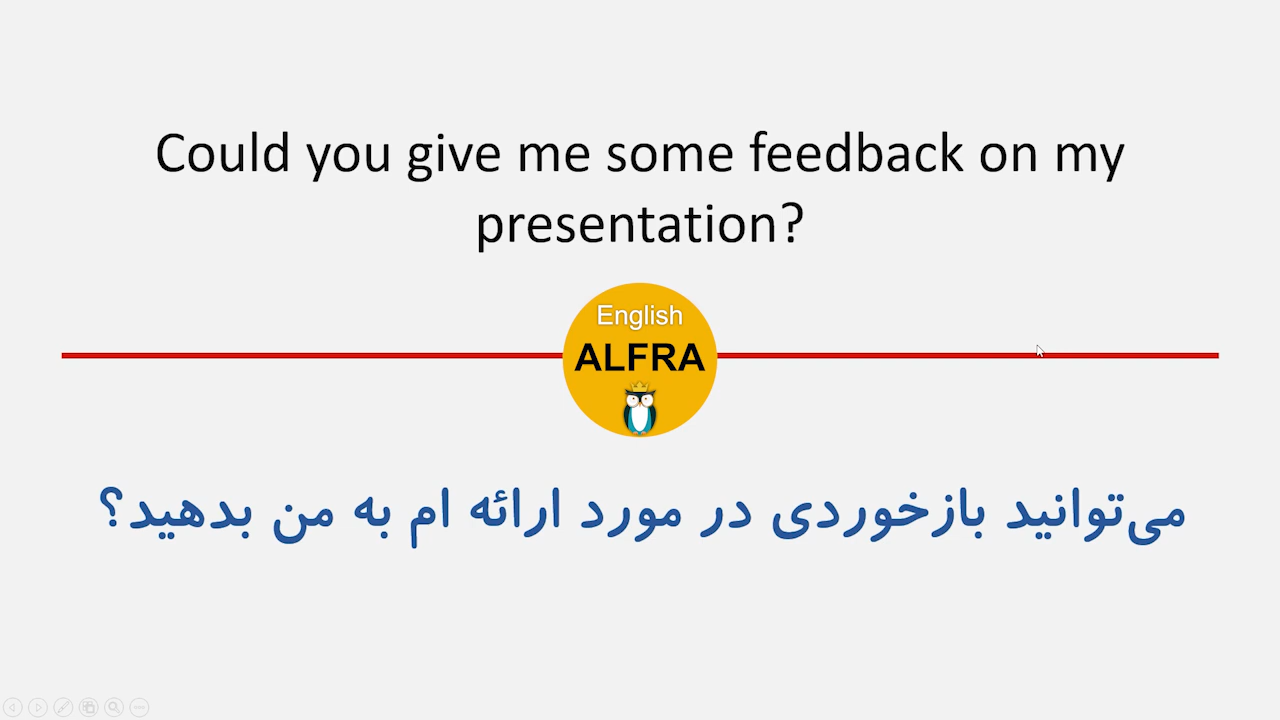 Could you give me some feedback on my
presentation?
English
ALFRA
می‌توانید بازخوردی در مورد ارائه ام به من بدهید؟